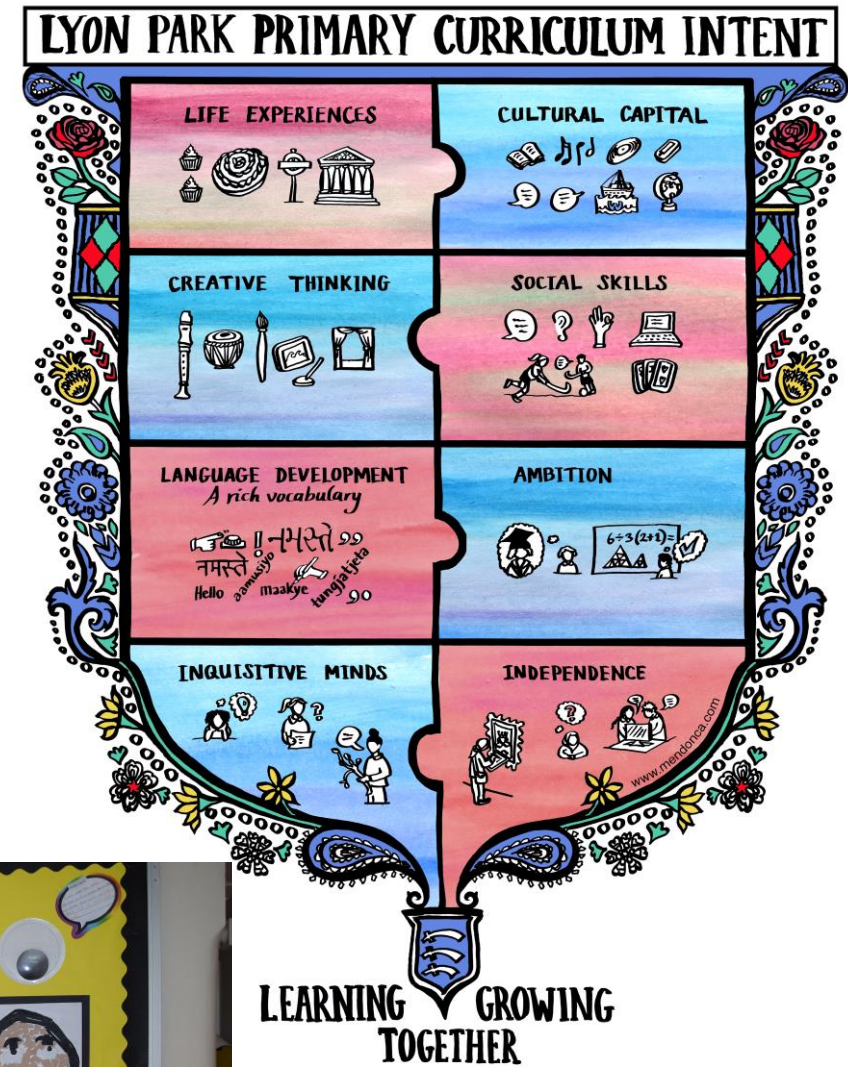 LYON PARK PRIMARY CURRICULUM INTENT
LIFE EXPERIENCES
CULTURAL CAPITAL
CREATIVE THINKING
SOCIAL SKILLS
LANGUAGE DEVELOPMENT
A rich vocabulary
! नमस्ते ,,
नमस्ते
Hello aamusiyo maakye tungjatjeta
AMBITION
6÷3(2+1)=
INQUISITIVE MINDS
?
INDEPENDENCE
?
www.mendonca.com
LEARNING GROWING
TOGETHER